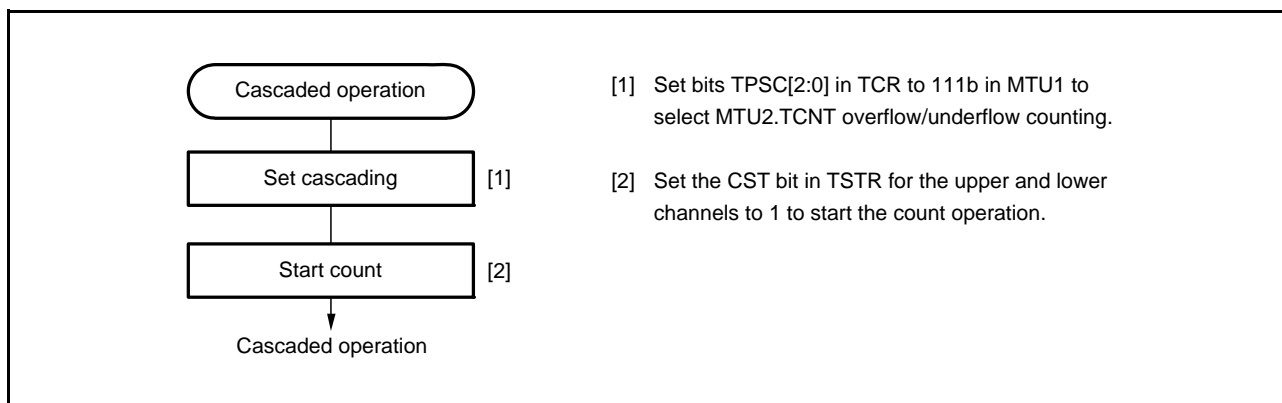 Cascaded operation
Set cascading [1]
Start count [2]
Cascaded operation
[1] Set bits TPSC[2:0] in TCR to 111b in MTU1 to
select MTU2.TCNT overflow/underflow counting.
[2] Set the CST bit in TSTR for the upper and lower
channels to 1 to start the count operation.